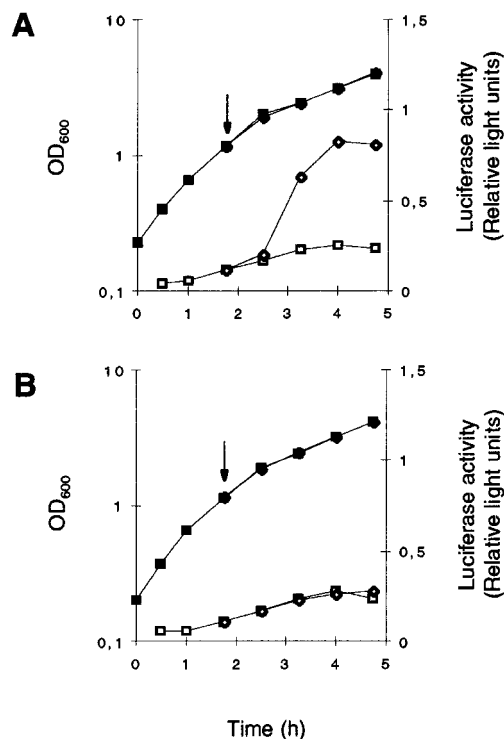 A
10
1
0,1
OD600
0 1 2 3 4 5
1,5
1
0,5
0
Luciferase activity
(Relative light units)
B
10
1
0,1
OD600
0 1 2 3 4 5
1,5
1
0,5
0
Luciferase activity
(Relative light units)
Time (h)